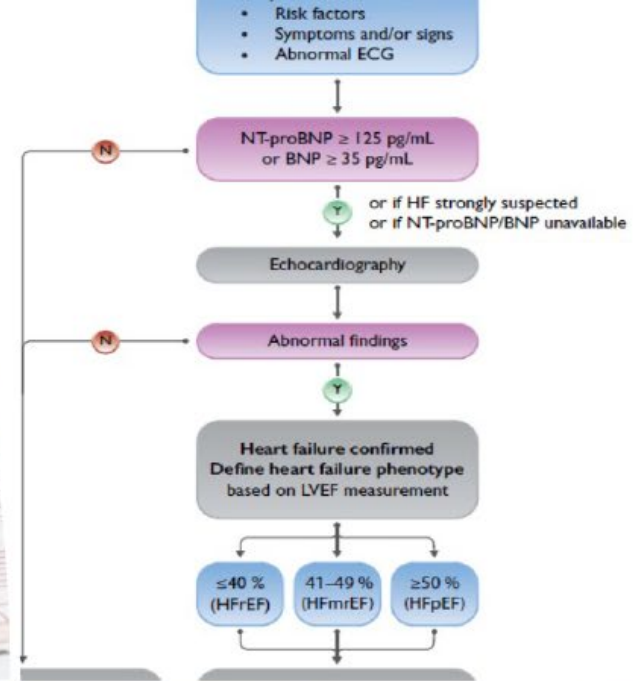 • Risk factors
• Symptoms and/or signs
• Abnormal ECG
NT-proBNP ≥ 125 pg/mL
or BNP ≥ 35 pg/mL
N
Y
or if HF strongly suspected
or if NT-proBNP/BNP unavailable
Echocardiography
N
Abnormal findings
Y
Heart failure confirmed
Define heart failure phenotype
based on LVEF measurement
≤40 %
(HFrEF)
41–49 %
(HFmrEF)
≥50 %
(HFpEF)